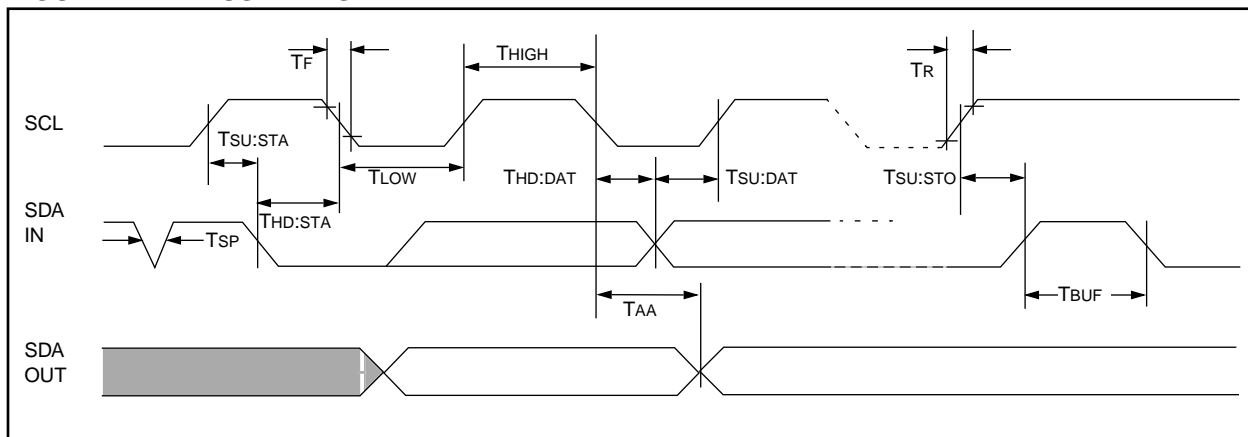 TF
THIGH
TR
SCL
TSU:STA
TLOW
THD:DAT
TSU:DAT
TSU:STO
SDA
IN
TSP
THD:STA
TAA
TBUF
SDA
OUT